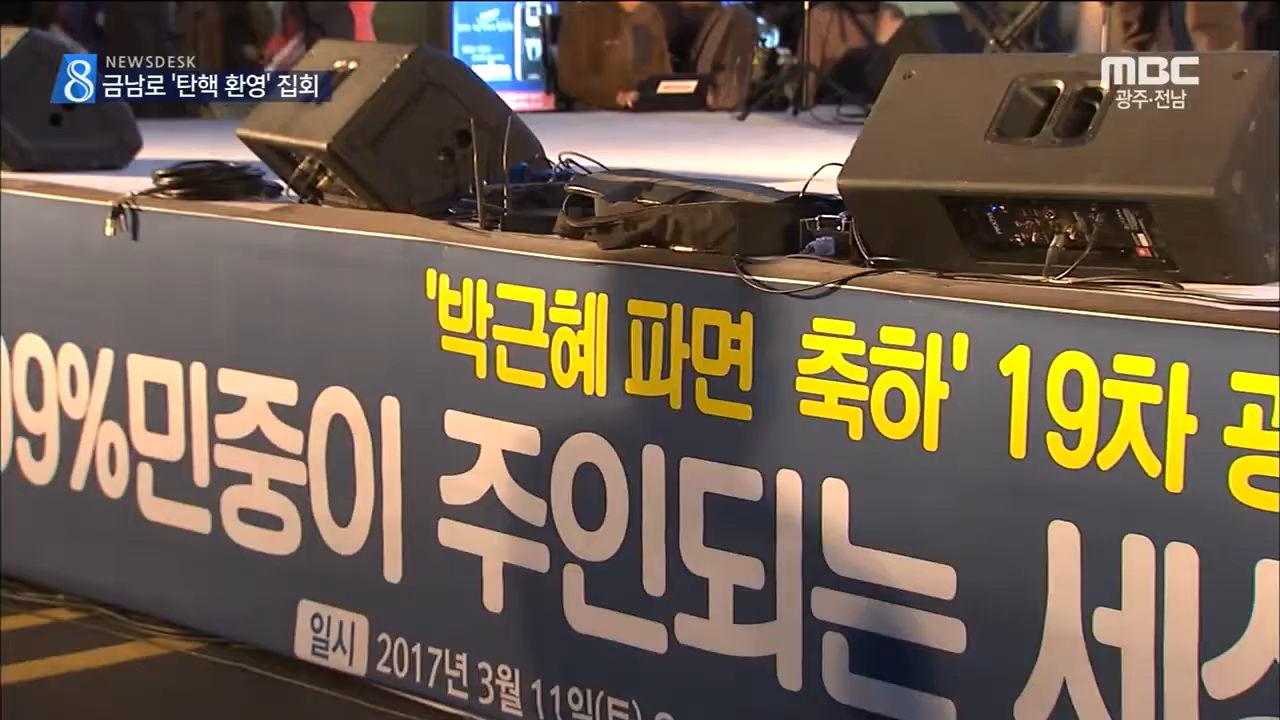 NEWSDESK
8 금남로 '탄핵 환영' 집회
MBC
광주·전남
'박근혜 파면 축하' 19차
99%민중이 주인되는
일시 2017년 3월 11일(토)